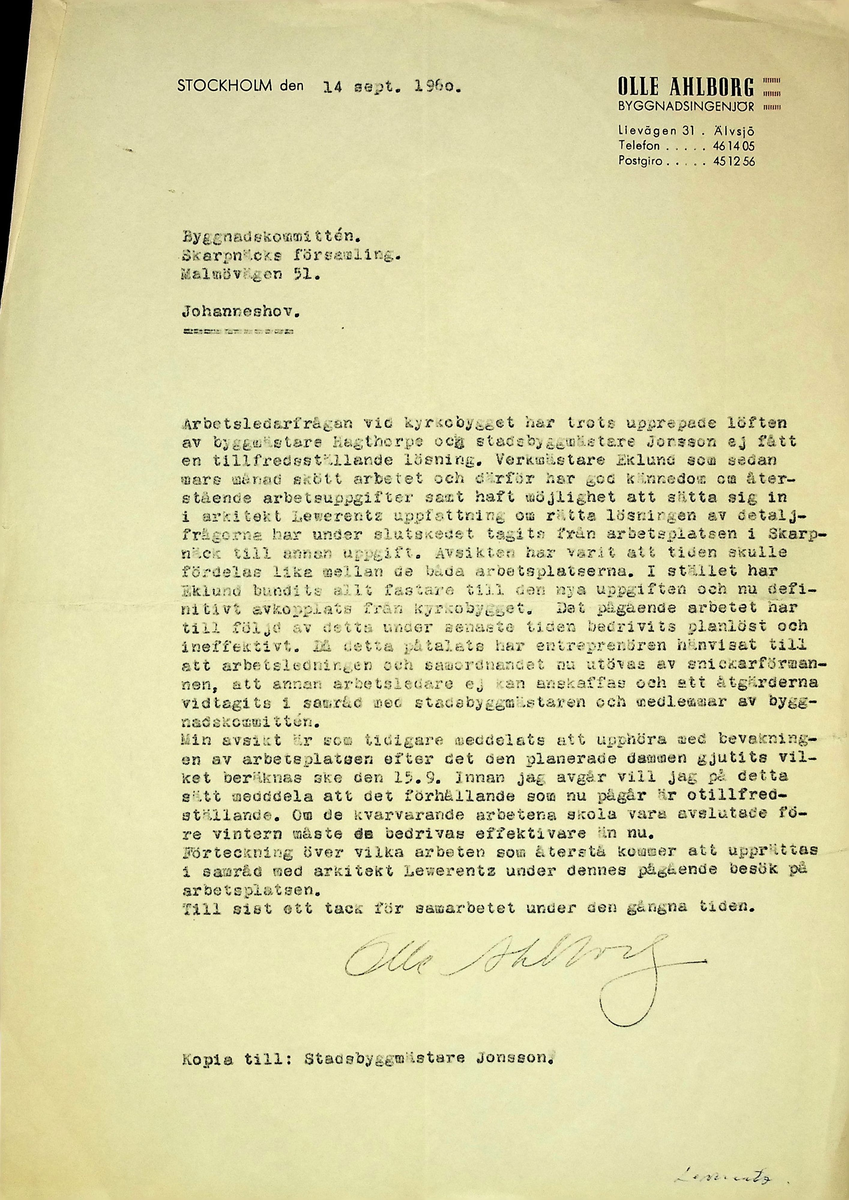 STOCKHOLM den 14 sept. 1960.
OLLE AHLBORG
BYGGNADSINGENJÖR
Lievägen 31 . Älvsjö
Telefon . . . . . 46 14 05
Postgiro . . . . . 45 12 56
Byggnadskommittén.
Skarpnäcks församling.
Malmövägen 51.
Johanneshov.
===========
Arbetsledarfrågan vid kyrkobygget har trots upprepade löften
av byggmästare Hagthorpe och stadsbyggmästare Jonsson ej fått
en tillfredsställande lösning. Verkmästare Eklund som sedan
mars månad skött arbetet och därför har god kännedom om åter-
stående arbetsuppgifter samt haft möjlighet att sätta sig in
i arkitekt Lewerentz uppfattning om rätta lösningen av detalj-
frågorna har under slutskedet tagits från arbetsplatsen i Skarp-
näck till annan uppgift. Avsikten har varit att tiden skulle
fördelas lika mellan de båda arbetsplatserna. I stället har
Eklund bundits allt fastare till den nya uppgiften och nu defi-
nitivt avkopplats från kyrkobygget. Det pågående arbetet har
till följd av detta under senaste tiden bedrivits planlöst och
ineffektivt. Då detta påtalats har entreprenören hänvisat till
att arbetsledningen och samordnandet nu utövas av snickarförman-
nen, att annan arbetsledare ej kan anskaffas och att åtgärderna
vidtagits i samråd med stadsbyggmästaren och medlemmar av bygg-
nadskommittén.
Min avsikt är som tidigare meddelats att upphöra med bevakning-
en av arbetsplatsen efter det den planerade dammen gjutits vil-
ket beräknas ske den 15.9. Innan jag avgår vill jag på detta
sätt medddela att det förhållande som nu pågår är otillfred-
ställande. Om de kvarvarande arbetena skola vara avslutade fö-
re vintern måste de bedrivas effektivare än nu.
Förteckning över vilka arbeten som återstå kommer att upprättas
i samråd med arkitekt Lewerentz under dennes pågående besök på
arbetsplatsen.
Till sist ett tack för samarbetet under den gångna tiden.
Olle Ahlborg
Kopia till: Stadsbyggmästare Jonsson.